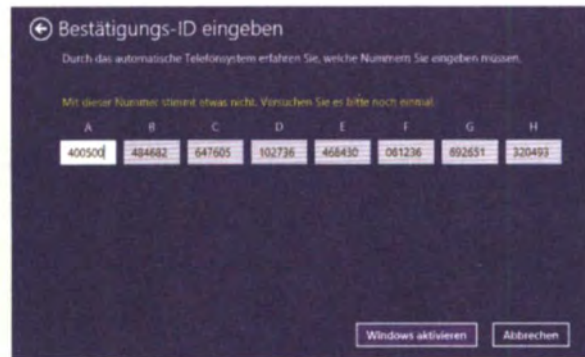 Bestätigungs-ID eingeben
Durch das automatische Telefonsystem erfahren Sie, welche Nummern Sie eingeben müssen.
Mit dieser Nummer stimmt etwas nicht. Versuchen Sie es bitte noch einmal.
A B C D E F G H
400500 484682 647605 102736 468430 061236 692651 320493
Windows aktivieren Abbrechen